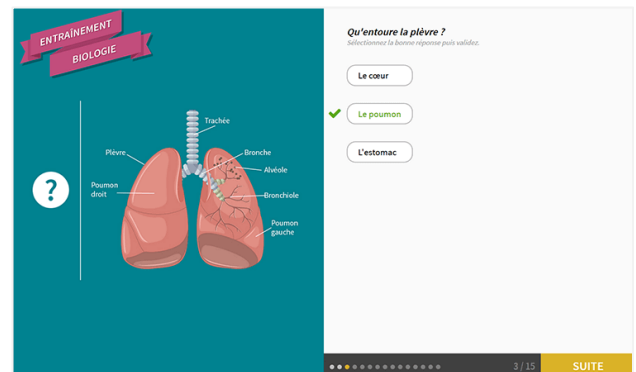 ENTRAÎNEMENT
BIOLOGIE
?
Trachée
Plèvre
Bronche
Alvéole
Poumon
droit
Bronchiole
Poumon
gauche
Qu'entoure la plèvre ?
Sélectionnez la bonne réponse puis validez.
Le cœur
Le poumon
L'estomac
3 / 15
SUITE